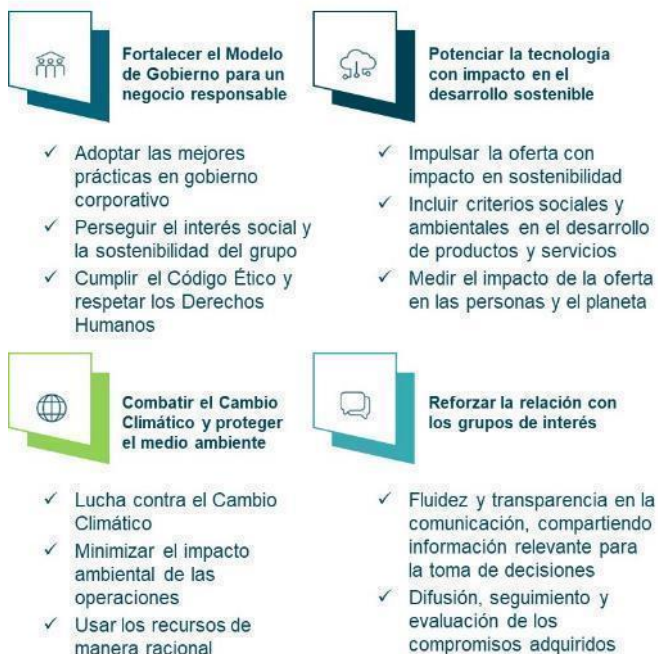 Fortalecer el Modelo
de Gobierno para un
negocio responsable
✓ Adoptar las mejores
prácticas en gobierno
corporativo
✓ Perseguir el interés social y
la sostenibilidad del grupo
✓ Cumplir el Código Ético y
respetar los Derechos
Humanos
Potenciar la tecnología
con impacto en el
desarrollo sostenible
✓ Impulsar la oferta con
impacto en sostenibilidad
✓ Incluir criterios sociales y
ambientales en el desarrollo
de productos y servicios
✓ Medir el impacto de la oferta
en las personas y el planeta
Combatir el Cambio
Climático y proteger
el medio ambiente
✓ Lucha contra el Cambio
Climático
✓ Minimizar el impacto
ambiental de las
operaciones
✓ Usar los recursos de
manera racional
Reforzar la relación con
los grupos de interés
✓ Fluidez y transparencia en la
comunicación, compartiendo
información relevante para
la toma de decisiones
✓ Difusión, seguimiento y
evaluación de los
compromisos adquiridos